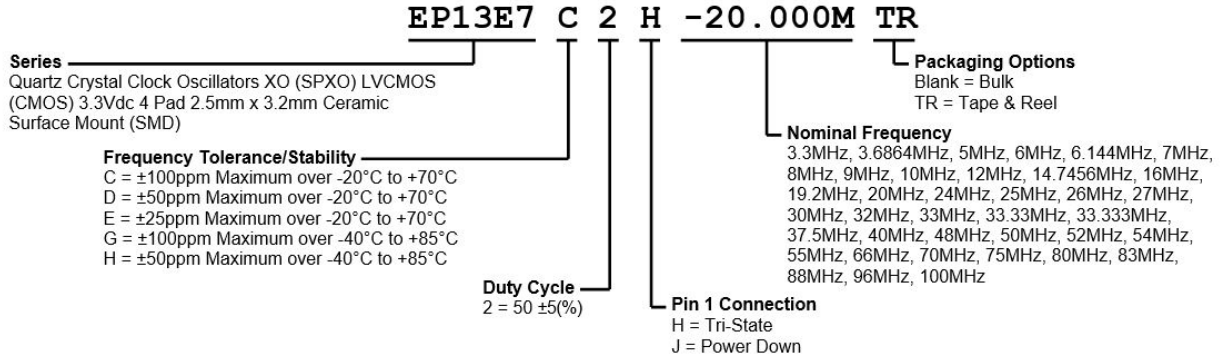 EP13E7 C 2 H -20.000M TR
Series
Quartz Crystal Clock Oscillators XO (SPXO) LVCMOS
(CMOS) 3.3Vdc 4 Pad 2.5mm x 3.2mm Ceramic
Surface Mount (SMD)
Packaging Options
Blank = Bulk
TR = Tape & Reel
Frequency Tolerance/Stability
C = ±100ppm Maximum over -20°C to +70°C
D = ±50ppm Maximum over -20°C to +70°C
E = ±25ppm Maximum over -20°C to +70°C
G = ±100ppm Maximum over -40°C to +85°C
H = ±50ppm Maximum over -40°C to +85°C
Nominal Frequency
3.3MHz, 3.6864MHz, 5MHz, 6MHz, 6.144MHz, 7MHz,
8MHz, 9MHz, 10MHz, 12MHz, 14.7456MHz, 16MHz,
19.2MHz, 20MHz, 24MHz, 25MHz, 26MHz, 27MHz,
30MHz, 32MHz, 33MHz, 33.33MHz, 33.333MHz,
37.5MHz, 40MHz, 48MHz, 50MHz, 52MHz, 54MHz,
55MHz, 66MHz, 70MHz, 75MHz, 80MHz, 83MHz,
88MHz, 96MHz, 100MHz
Duty Cycle
2 = 50 ±5(%)
Pin 1 Connection
H = Tri-State
J = Power Down